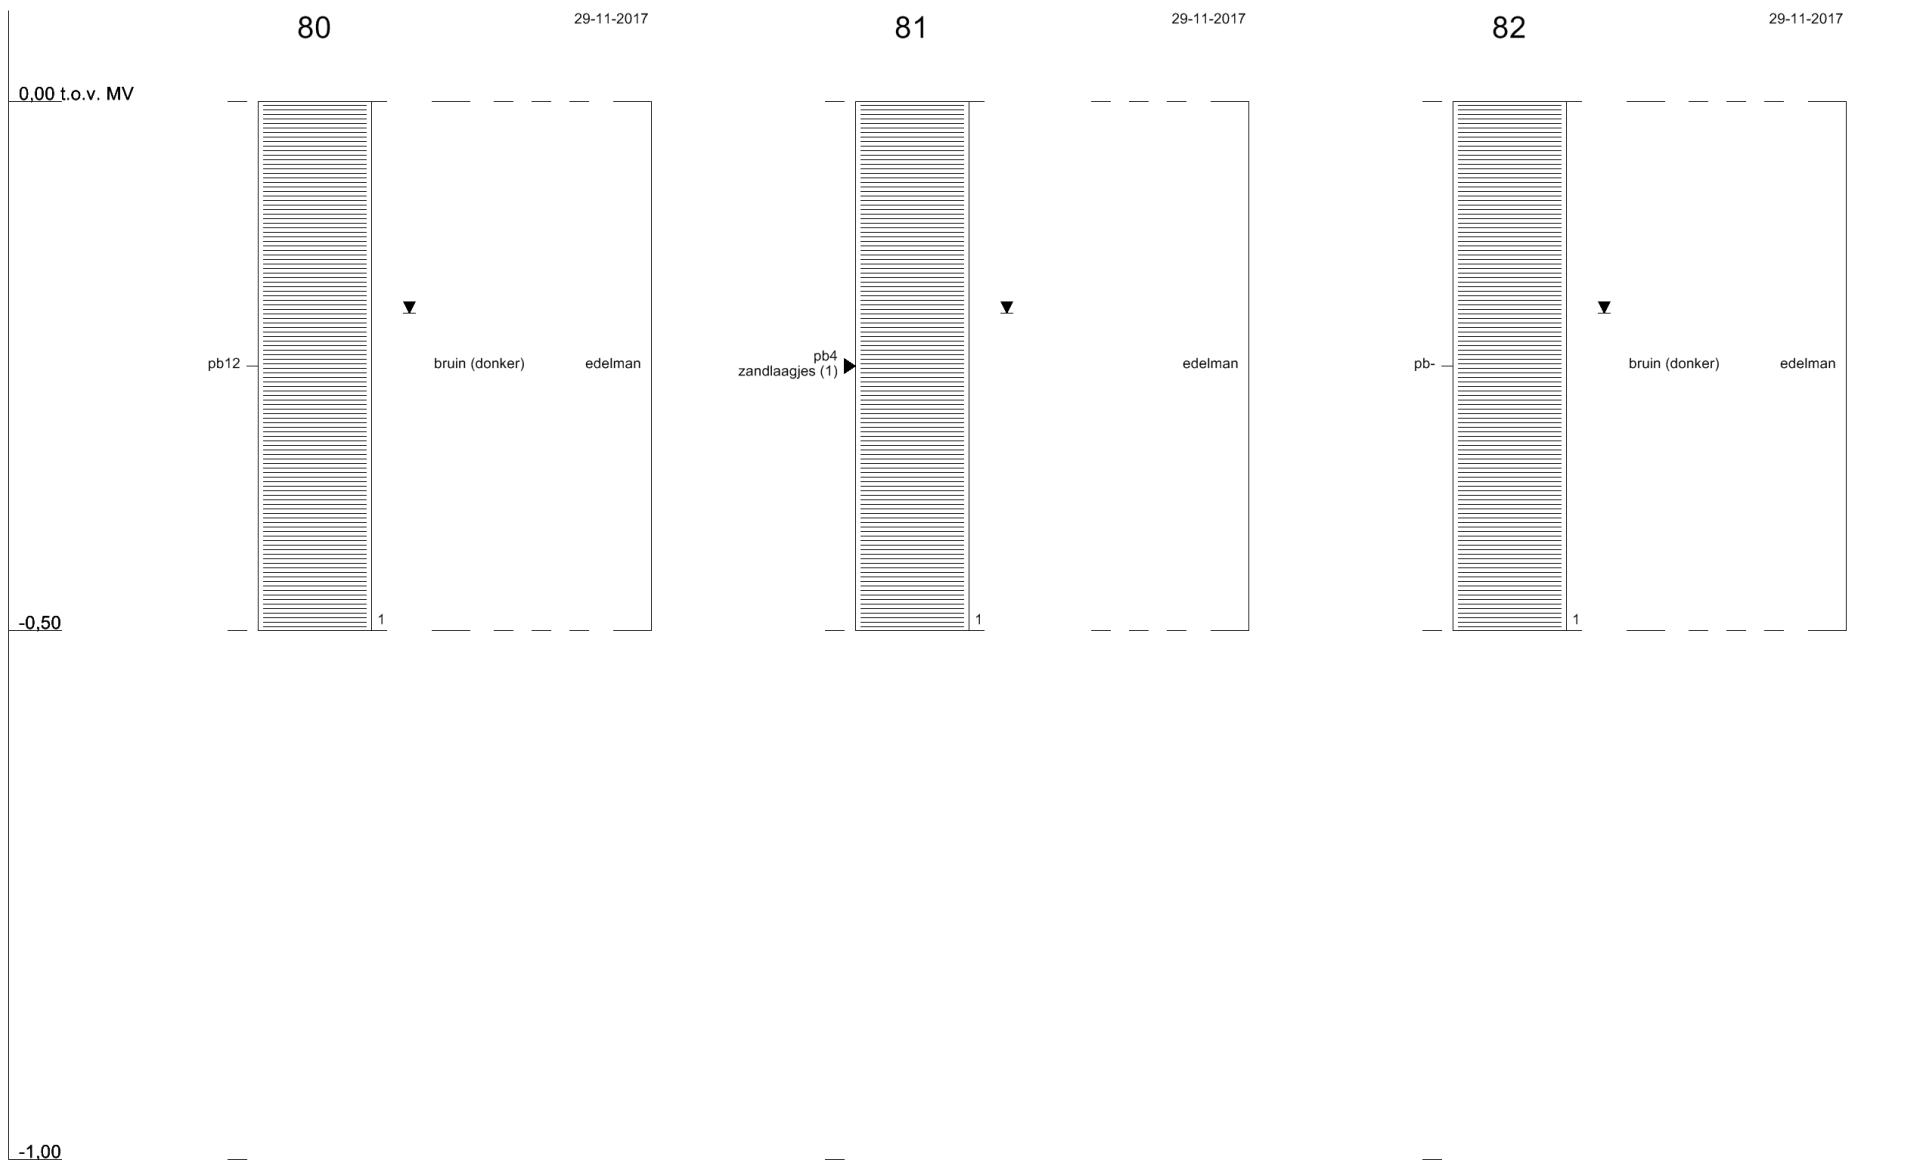 80 29-11-2017 81 29-11-2017 82 29-11-2017
0,00 t.o.v. MV
pb12 bruin (donker) edelman
pb4
zandlaagjes (1)
edelman
pb- bruin (donker) edelman
-0,50 1 1 1
-1,00